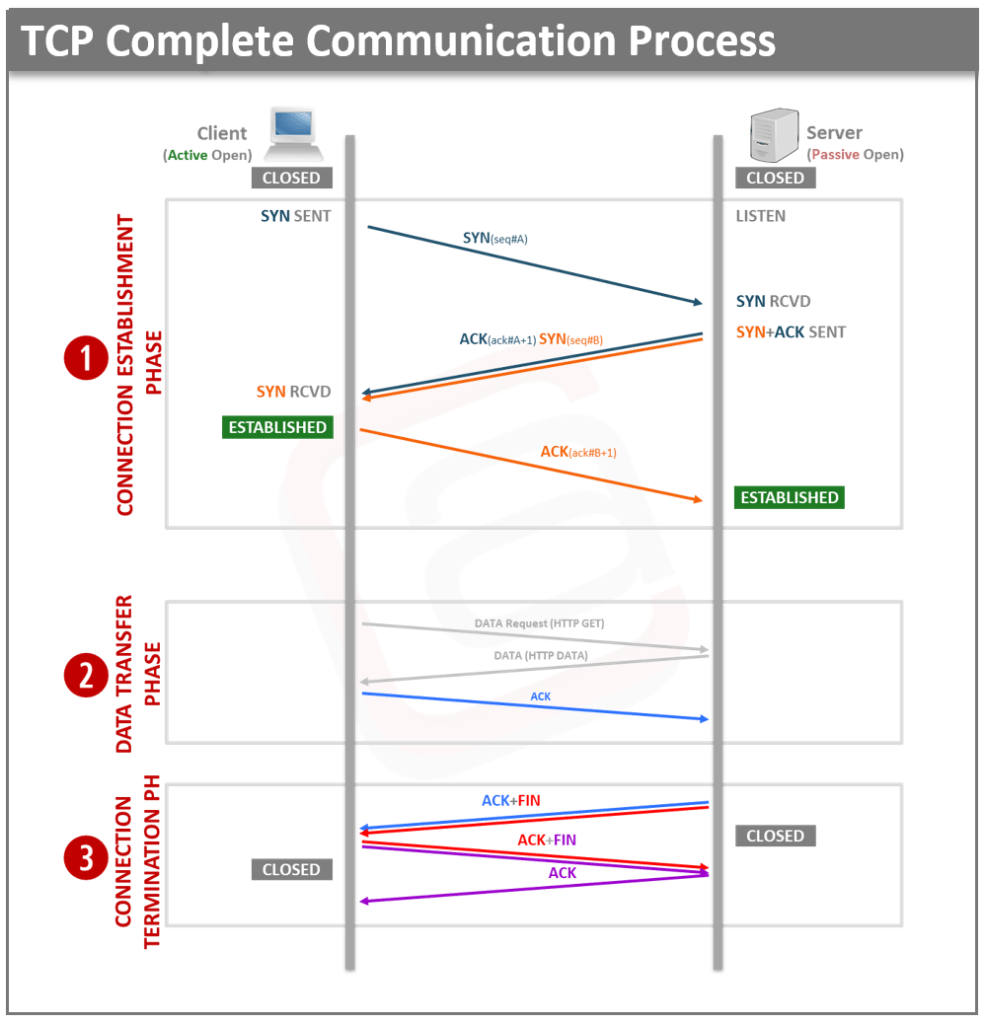 TCP Complete Communication Process
Client
(Active Open)
CLOSED
Server
(Passive Open)
CLOSED
1
CONNECTION ESTABLISHMENT
PHASE
SYN SENT
LISTEN
SYN(seq#A)
SYN RCVD
SYN+ACK SENT
ACK(ack#A+1) SYN(seq#B)
SYN RCVD
ESTABLISHED
ACK(ack#B+1)
ESTABLISHED
2
DATA TRANSFER
PHASE
DATA Request (HTTP GET)
DATA (HTTP DATA)
ACK
3
CONNECTION
TERMINATION PH
ACK+FIN
CLOSED
ACK+FIN
CLOSED
ACK